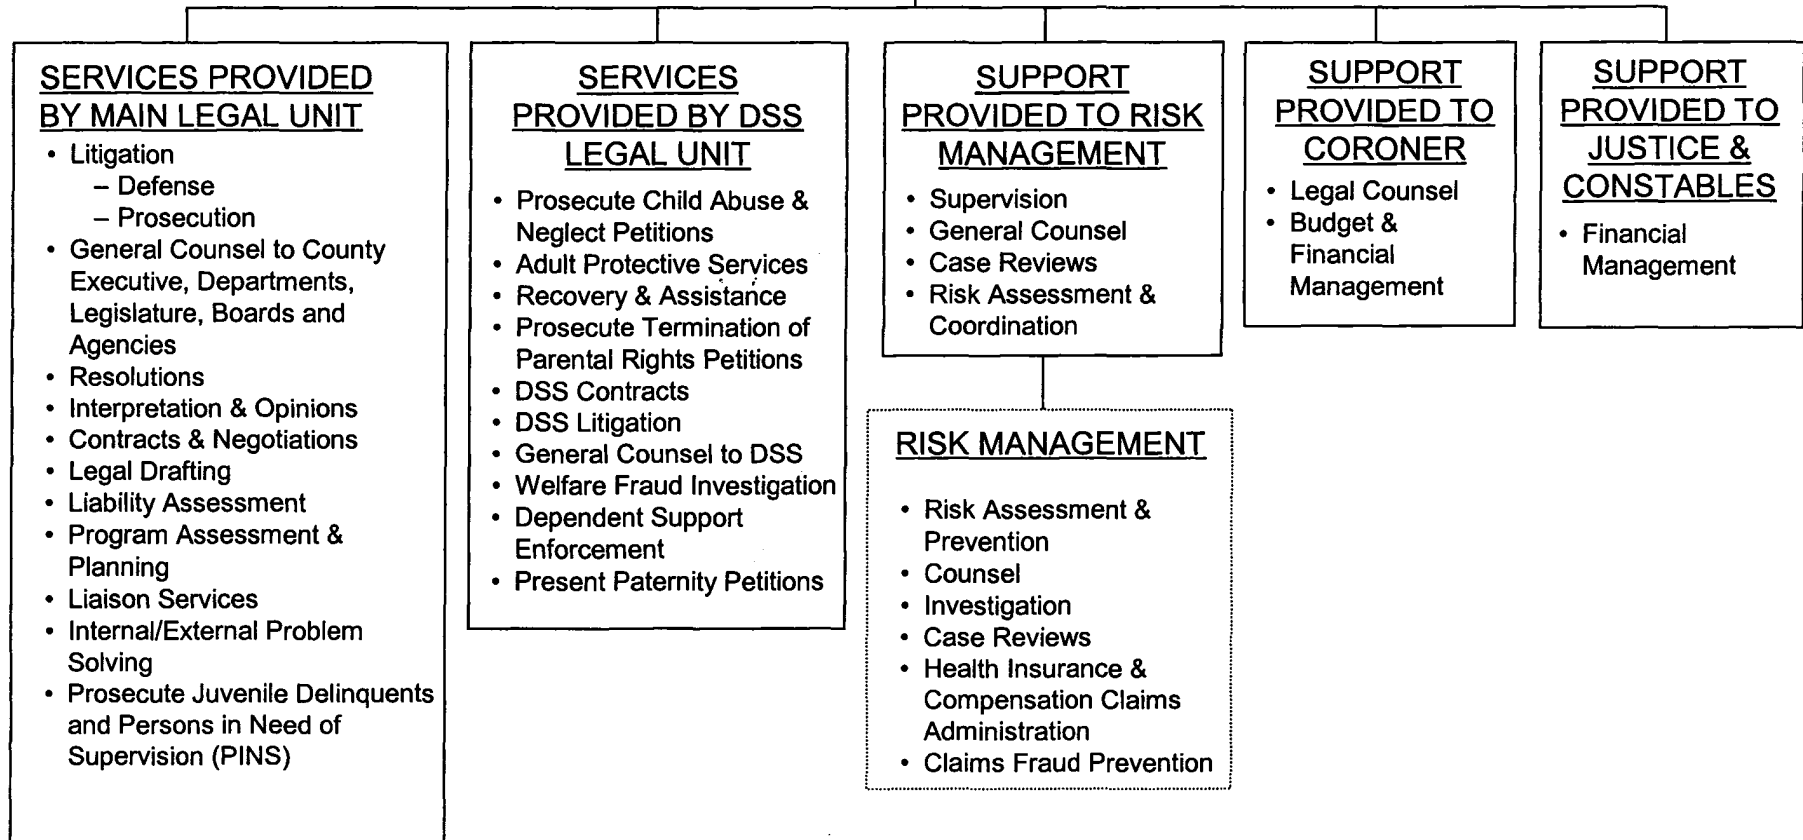 SERVICES PROVIDED
BY MAIN LEGAL UNIT
• Litigation
– Defense
– Prosecution
• General Counsel to County
Executive, Departments,
Legislature, Boards and
Agencies
• Resolutions
• Interpretation & Opinions
• Contracts & Negotiations
• Legal Drafting
• Liability Assessment
• Program Assessment &
Planning
• Liaison Services
• Internal/External Problem
Solving
• Prosecute Juvenile Delinquents
and Persons in Need of
Supervision (PINS)
SERVICES
PROVIDED BY DSS
LEGAL UNIT
• Prosecute Child Abuse &
Neglect Petitions
• Adult Protective Services
• Recovery & Assistance
• Prosecute Termination of
Parental Rights Petitions
• DSS Contracts
• DSS Litigation
• General Counsel to DSS
• Welfare Fraud Investigation
• Dependent Support
Enforcement
• Present Paternity Petitions
SUPPORT
PROVIDED TO RISK
MANAGEMENT
• Supervision
• General Counsel
• Case Reviews
• Risk Assessment &
Coordination
RISK MANAGEMENT
• Risk Assessment &
Prevention
• Counsel
• Investigation
• Case Reviews
• Health Insurance &
Compensation Claims
Administration
• Claims Fraud Prevention
SUPPORT
PROVIDED TO
CORONER
• Legal Counsel
• Budget &
Financial
Management
SUPPORT
PROVIDED TO
JUSTICE &
CONSTABLES
• Financial
Management